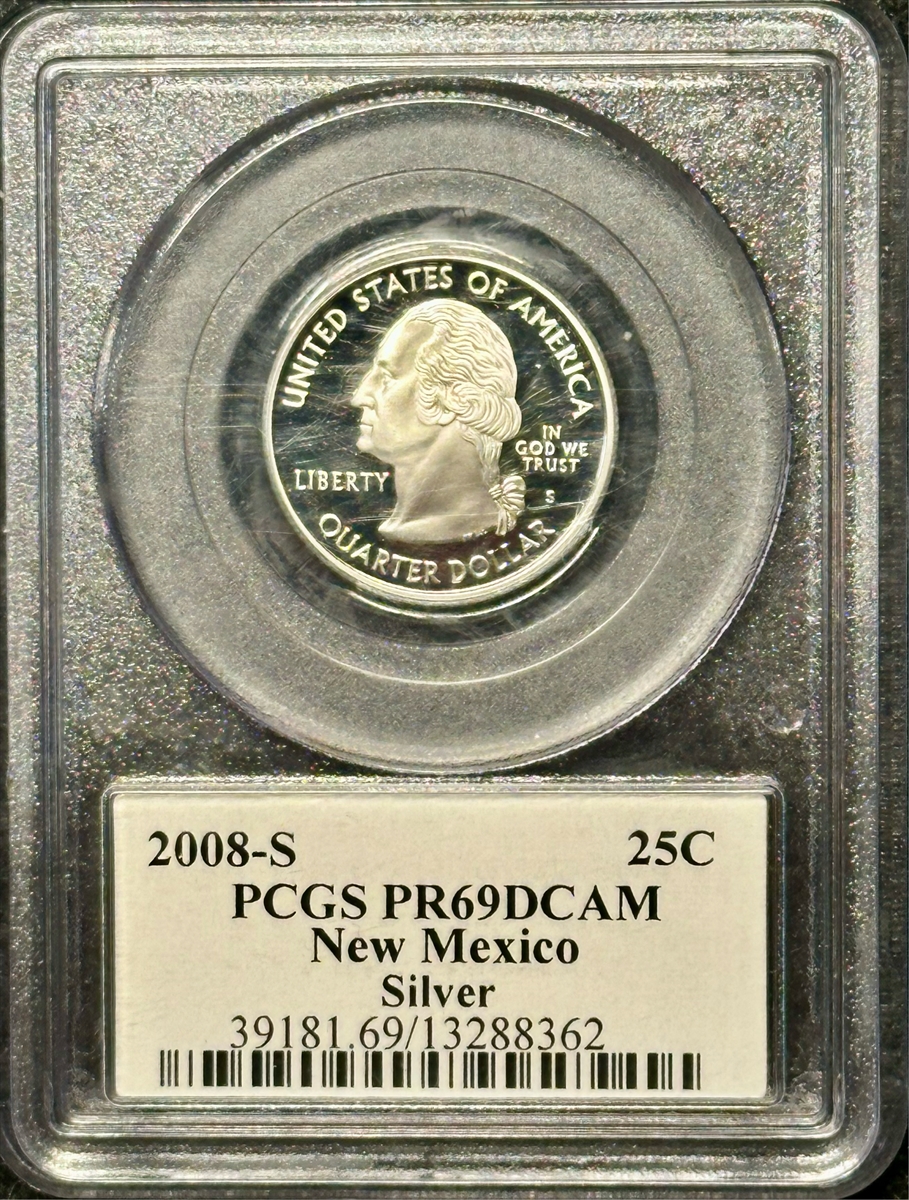 UNITED STATES OF AMERICA
IN
GOD WE
TRUST
LIBERTY
S
QUARTER DOLLAR
2008-S 25C
PCGS PR69DCAM
New Mexico
Silver
39181.69/13288362